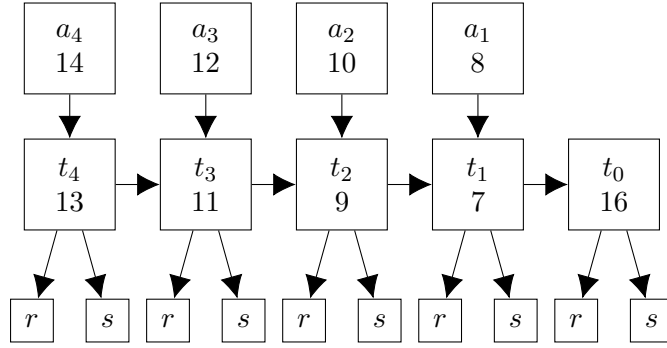 a₄ a₃ a₂ a₁
14 12 10 8
t₄ t₃ t₂ t₁ t₀
13 11 9 7 16
r s r s r s r s r s